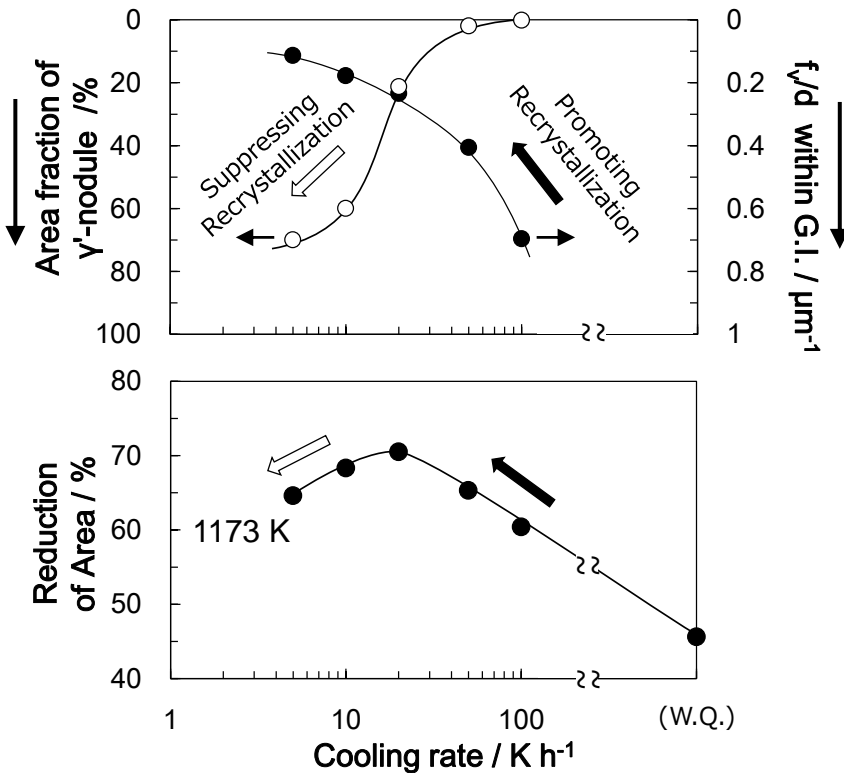 0
20
40
60
80
100
Area fraction of
γ'-nodule /%
Suppressing
Recrystallization
Promoting
Recrystallization
0
0.2
0.4
0.6
0.8
1
fᵥ/d within G.I. / μm⁻¹
80
70
60
50
40
Reduction
of Area / %
1173 K
1
10
100
(W.Q.)
Cooling rate / K h⁻¹